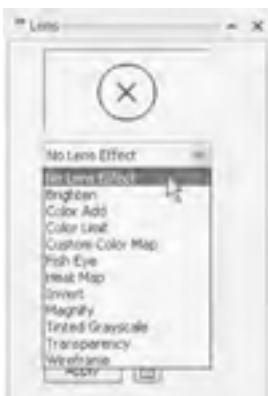 Lens
No Lens Effect
No Lens Effect
Brighten
Color Add
Color Limit
Custom Color Map
Fish Eye
Heat Map
Invert
Magnify
Tinted Grayscale
Transparency
Wireframe
Apply